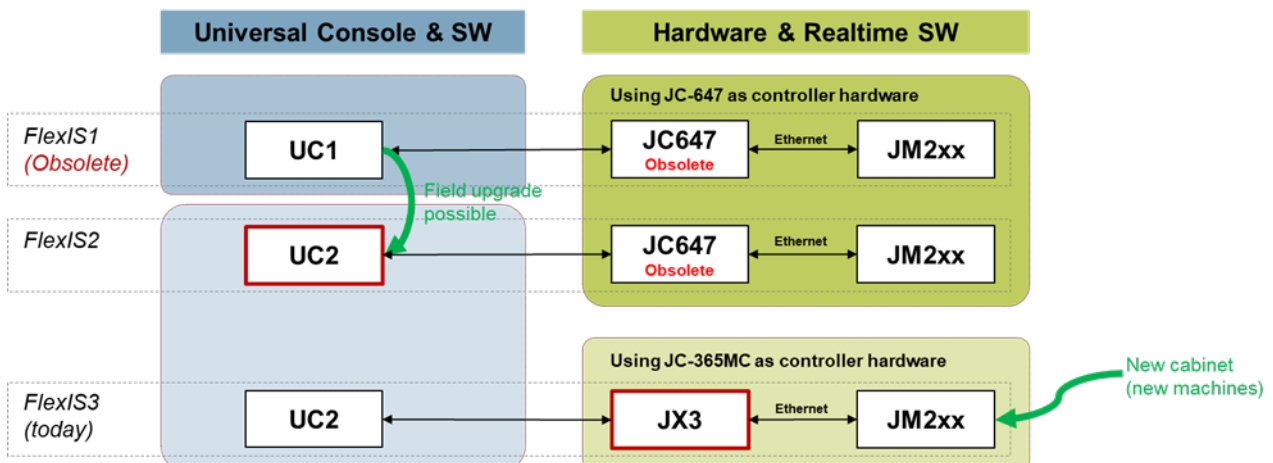 Universal Console & SW
Hardware & Realtime SW
Using JC-647 as controller hardware
FlexIS1
(Obsolete)
UC1
JC647
Obsolete
Ethernet
JM2xx
Field upgrade
possible
FlexIS2
UC2
JC647
Obsolete
Ethernet
JM2xx
Using JC-365MC as controller hardware
New cabinet
(new machines)
FlexIS3
(today)
UC2
JX3
Ethernet
JM2xx